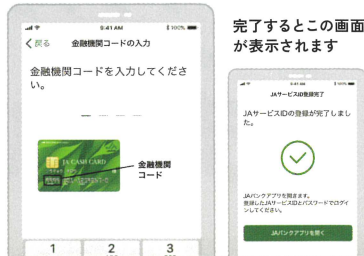 9:41 AM
100%
戻る
金融機関コードの入力
金融機関コードを入力してくださ
い。
JA CASH CARD
金融機関
コード
1
2
3
完了するとこの画面
が表示されます
9:41 AM
JAサービスID登録完了
JAサービスIDの登録が完了しまし
た。
JAバンクアプリを開きます。
登録したJAサービスIDとパスワードでログイ
ンしてください。
JAバンクアプリを開く